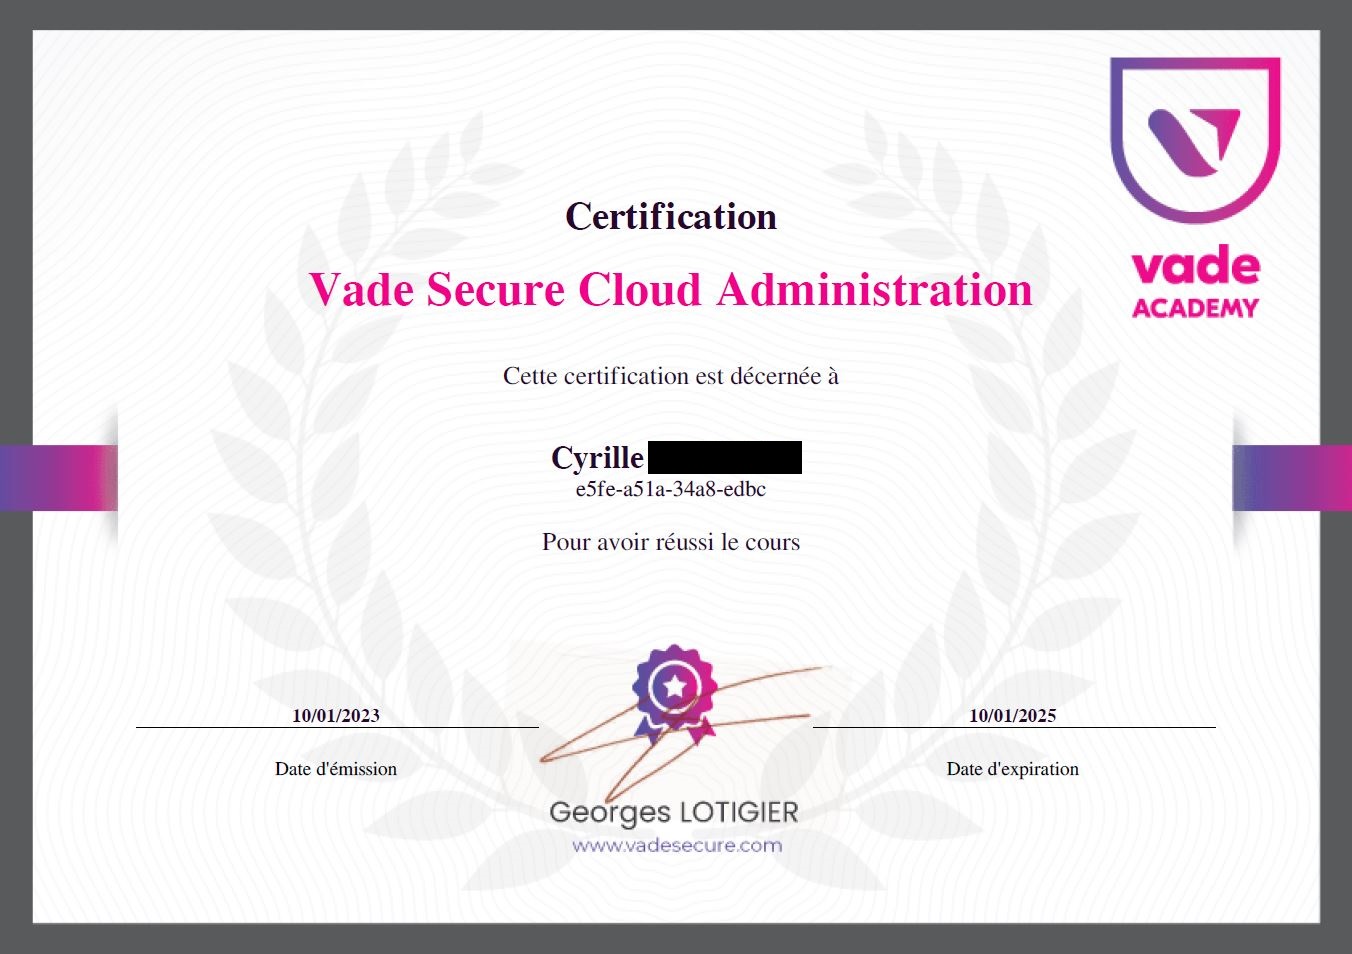 vade
ACADEMY
Certification
Vade Secure Cloud Administration
Cette certification est décernée à
Cyrille
e5fe-a51a-34a8-edbc
Pour avoir réussi le cours
10/01/2023
Date d'émission
10/01/2025
Date d'expiration
Georges LOTIGIER
www.vadesecure.com